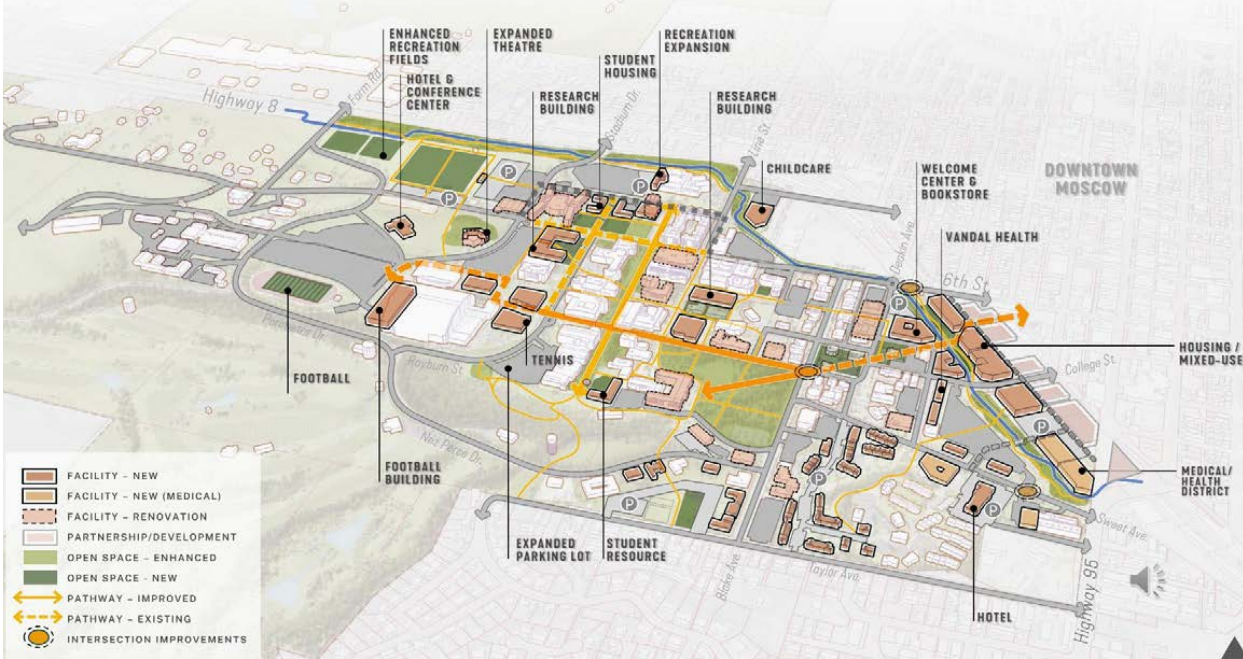 ENHANCED
RECREATION
FIELDS
EXPANDED
THEATRE
RECREATION
EXPANSION
STUDENT
HOUSING
HOTEL &
CONFERENCE
CENTER
RESEARCH
BUILDING
RESEARCH
BUILDING
Highway 8
Farm Rd.
Stadium Dr.
Line St.
CHILDCARE
WELCOME
CENTER &
BOOKSTORE
DOWNTOWN
MOSCOW
VANDAL HEALTH
Deakin Ave.
6th St.
P
P
P
P
P
P
P
P
P
HOUSING /
MIXED-USE
College St.
TENNIS
FOOTBALL
Perimeter Dr.
Rayburn St.
Nez Perce Dr.
FOOTBALL
BUILDING
EXPANDED
PARKING LOT
STUDENT
RESOURCE
MEDICAL/
HEALTH
DISTRICT
Sweet Ave.
Blake Ave.
Taylor Ave.
HOTEL
Highway 95
FACILITY – NEW
FACILITY – NEW (MEDICAL)
FACILITY – RENOVATION
PARTNERSHIP/DEVELOPMENT
OPEN SPACE – ENHANCED
OPEN SPACE - NEW
PATHWAY – IMPROVED
PATHWAY – EXISTING
INTERSECTION IMPROVEMENTS